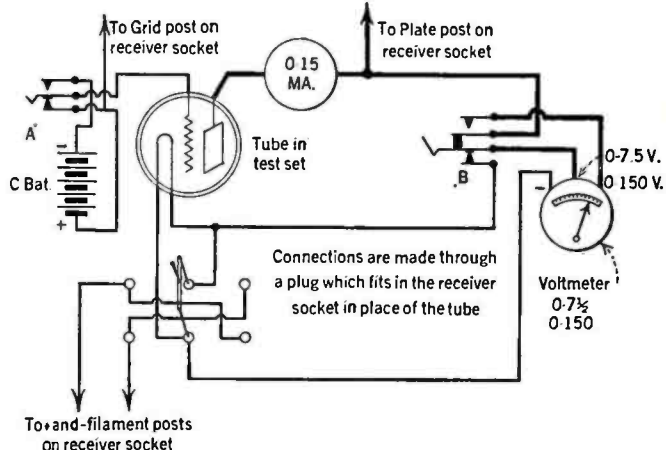 To Grid post on
receiver socket
To Plate post on
receiver socket
0·15
MA.
A
-
C Bat.
+
Tube in
test set
B
0-7.5 V.
0·150 V.
-
Connections are made through
a plug which fits in the receiver
socket in place of the tube
Voltmeter
0-7½
0·150
To+and-filament posts
on receiver socket